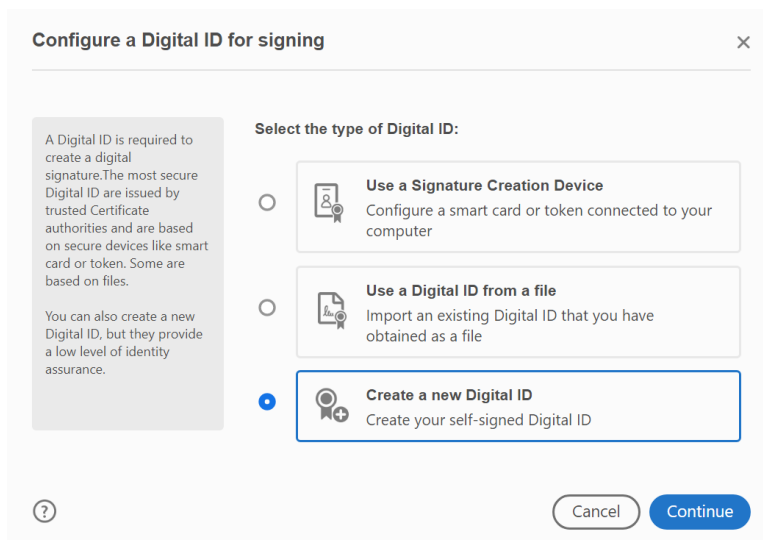 Configure a Digital ID for signing
A Digital ID is required to
create a digital
signature.The most secure
Digital ID are issued by
trusted Certificate
authorities and are based
on secure devices like smart
card or token. Some are
based on files.
You can also create a new
Digital ID, but they provide
a low level of identity
assurance.
Select the type of Digital ID:
Use a Signature Creation Device
Configure a smart card or token connected to your
computer
Use a Digital ID from a file
Import an existing Digital ID that you have
obtained as a file
Create a new Digital ID
Create your self-signed Digital ID
?
Cancel
Continue